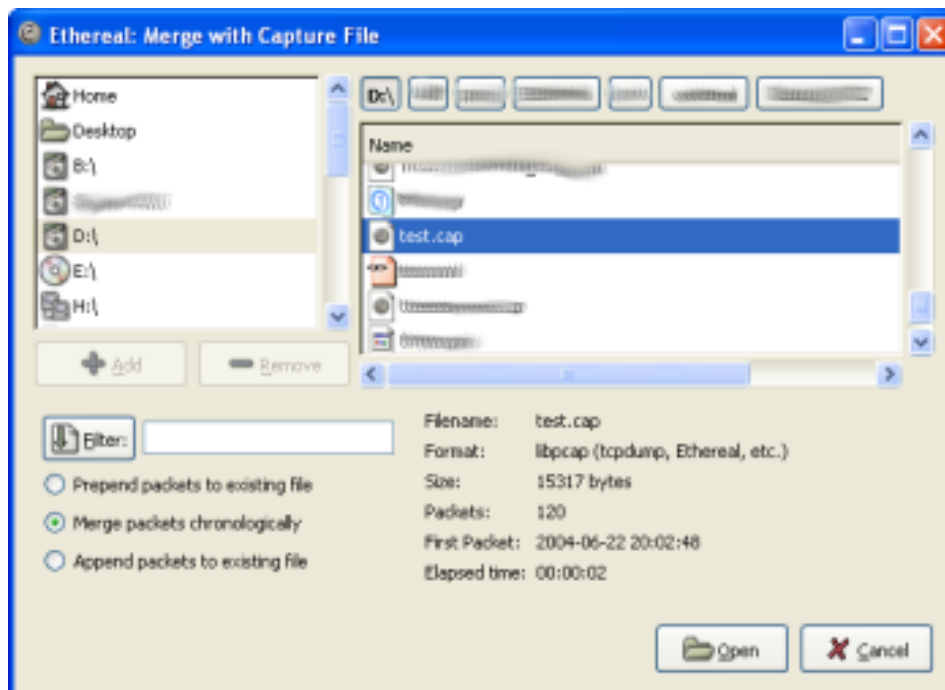 Ethereal: Merge with Capture File
Home
Desktop
B:\
D:\
E:\
H:\
Add
Remove
D:\
Name
test.cap
Filter:
Prepend packets to existing file
Merge packets chronologically
Append packets to existing file
Filename: test.cap
Format: libpcap (tcpdump, Ethereal, etc.)
Size: 15317 bytes
Packets: 120
First Packet: 2004-06-22 20:02:48
Elapsed time: 00:00:02
Open
Cancel